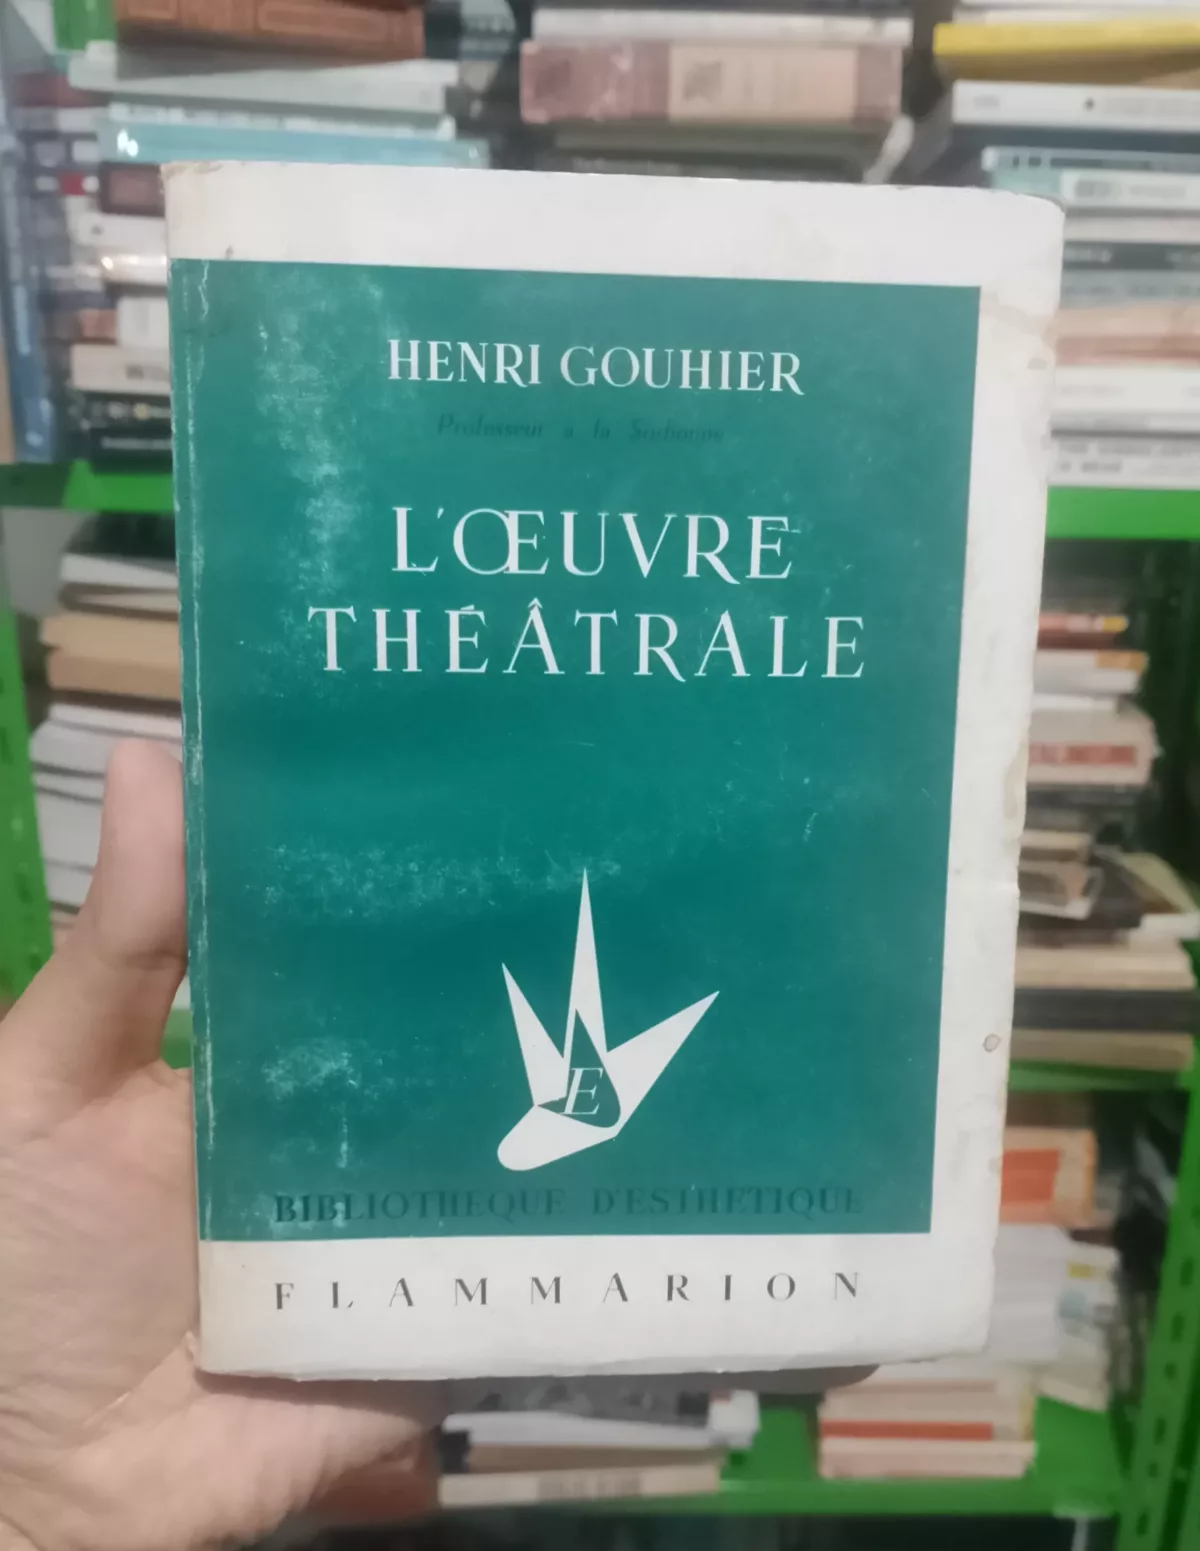 HENRI GOUHIER
Professeur à la Sorbonne
L'ŒUVRE
THÉÂTRALE
E
BIBLIOTHEQUE D'ESTHETIQUE
FLAMMARION